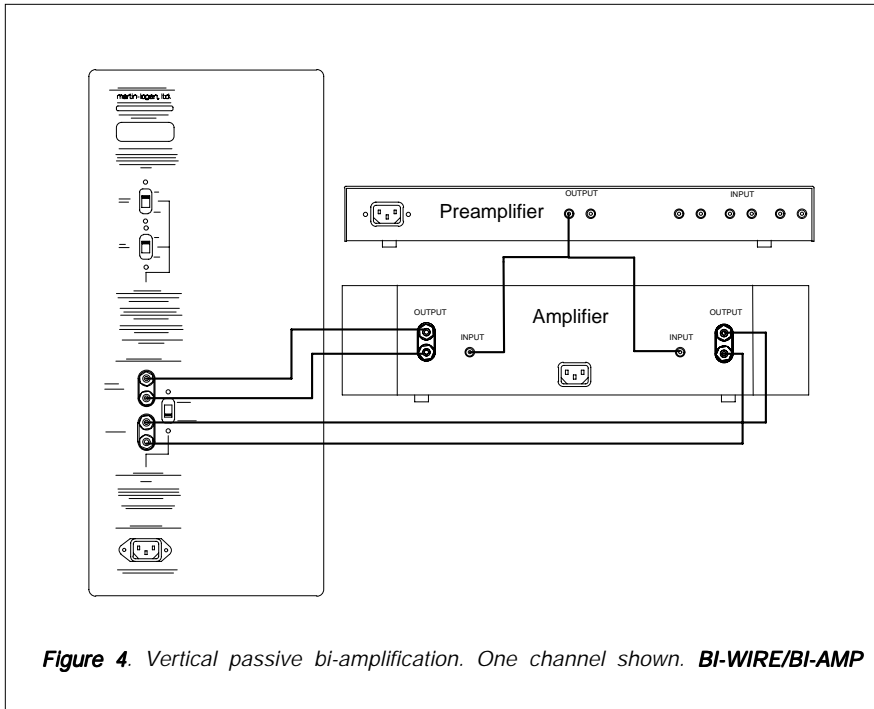 martin-logan, ltd.
OUTPUT
INPUT
Preamplifier
OUTPUT
INPUT
Amplifier
INPUT
OUTPUT
Figure 4. Vertical passive bi-amplification. One channel shown. BI-WIRE/BI-AMP